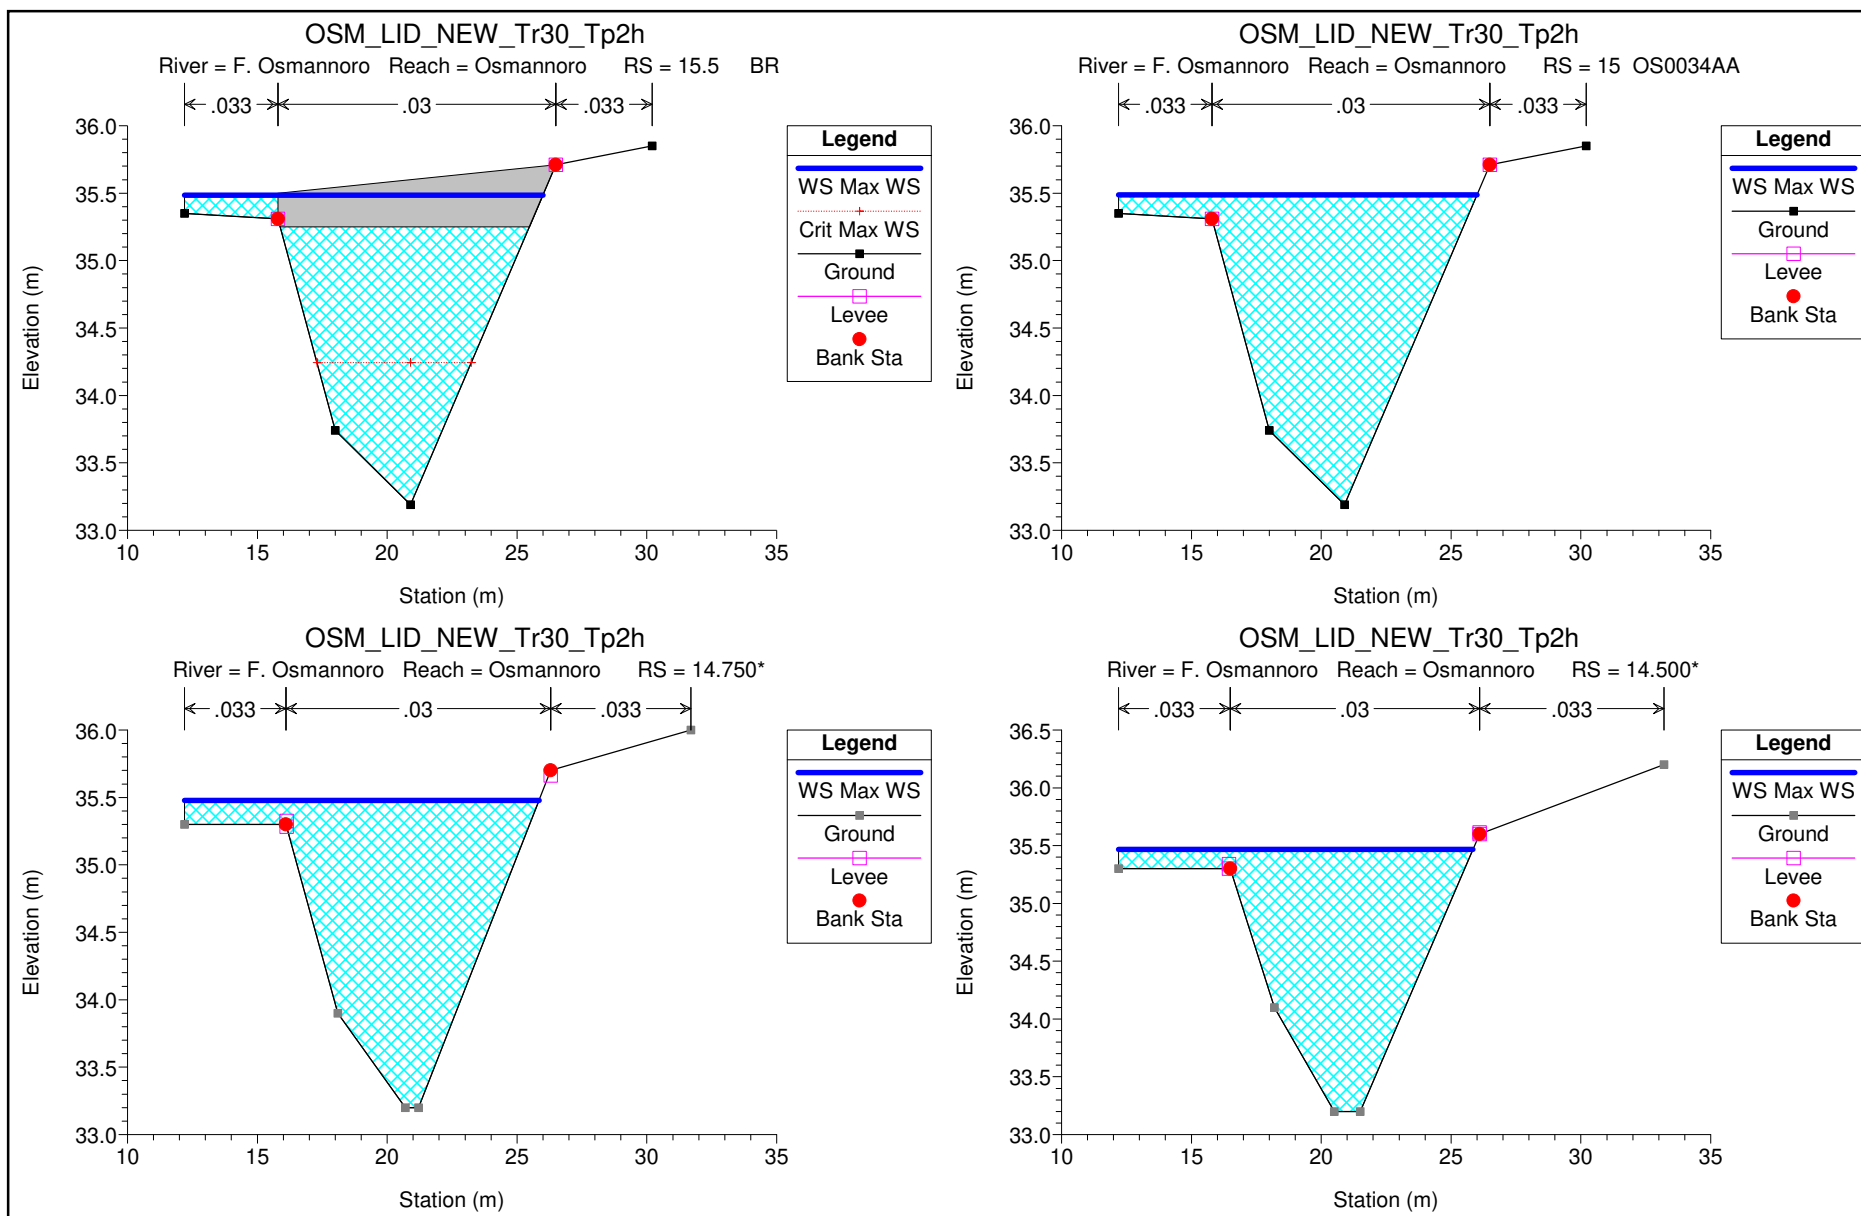 OSM_LID_NEW_Tr30_Tp2h
River = F. Osmannoro Reach = Osmannoro RS = 15.5 BR
.033 .03 .033
36.0
35.5
35.0
34.5
34.0
33.5
33.0
10 15 20 25 30 35
Elevation (m)
Station (m)
Legend
WS Max WS
Crit Max WS
Ground
Levee
Bank Sta
OSM_LID_NEW_Tr30_Tp2h
River = F. Osmannoro Reach = Osmannoro RS = 15 OS0034AA
.033 .03 .033
36.0
35.5
35.0
34.5
34.0
33.5
33.0
10 15 20 25 30 35
Elevation (m)
Station (m)
Legend
WS Max WS
Ground
Levee
Bank Sta
OSM_LID_NEW_Tr30_Tp2h
River = F. Osmannoro Reach = Osmannoro RS = 14.750*
.033 .03 .033
36.0
35.5
35.0
34.5
34.0
33.5
33.0
10 15 20 25 30 35
Elevation (m)
Station (m)
Legend
WS Max WS
Ground
Levee
Bank Sta
OSM_LID_NEW_Tr30_Tp2h
River = F. Osmannoro Reach = Osmannoro RS = 14.500*
.033 .03 .033
36.5
36.0
35.5
35.0
34.5
34.0
33.5
33.0
10 15 20 25 30 35
Elevation (m)
Station (m)
Legend
WS Max WS
Ground
Levee
Bank Sta